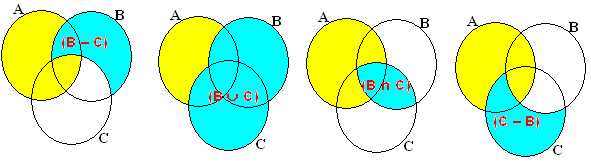 A B (B – C) C
A B (B ∪ C) C
A B (B ∩ C) C
A B (C – B) C